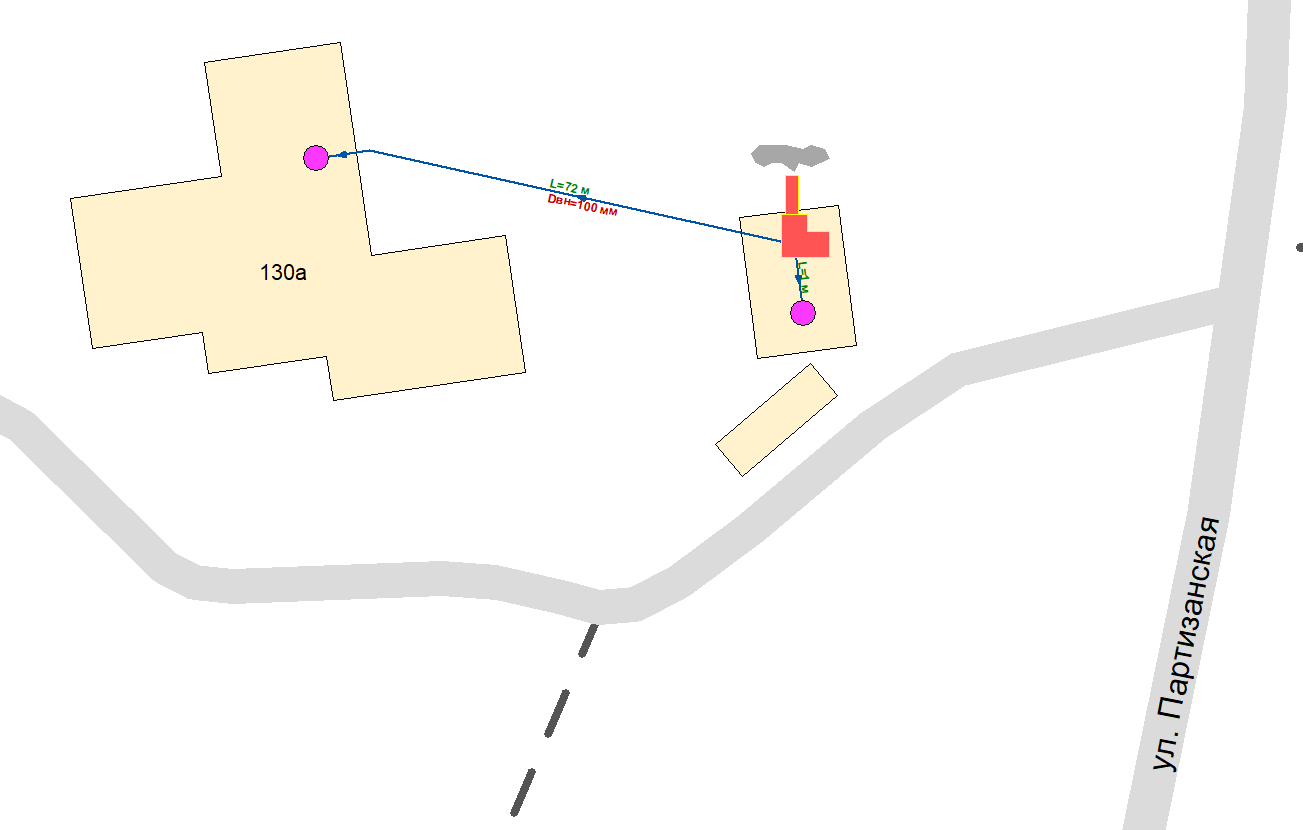 L=72 м
Dвн=100 мм
L=1 м
130а
ул. Партизанская